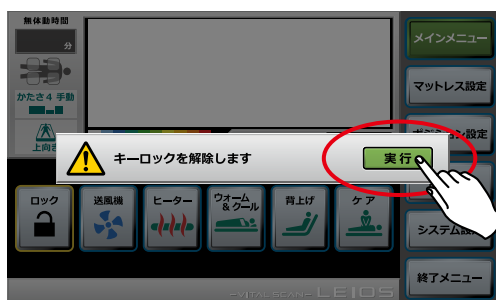 無体動時間
分
かたさ4 手動
上向き
メインメニュー
マットレス設定
キーロックを解除します
実行
ロック
送風機
ヒーター
ウォーム
&クール
背上げ
ケア
システム設定
終了メニュー
-VITAL SCAN- LEIOS